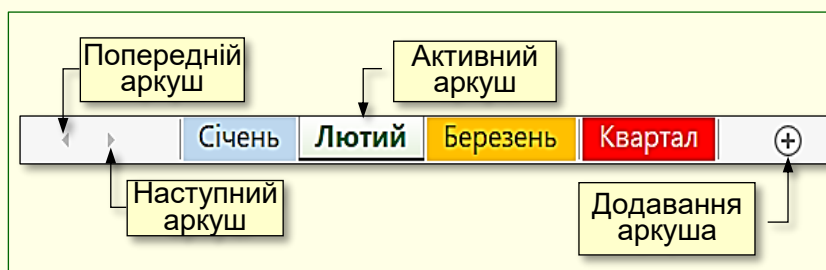 Попередній
аркуш
Активний
аркуш
Січень
Лютий
Березень
Квартал
Наступний
аркуш
Додавання
аркуша